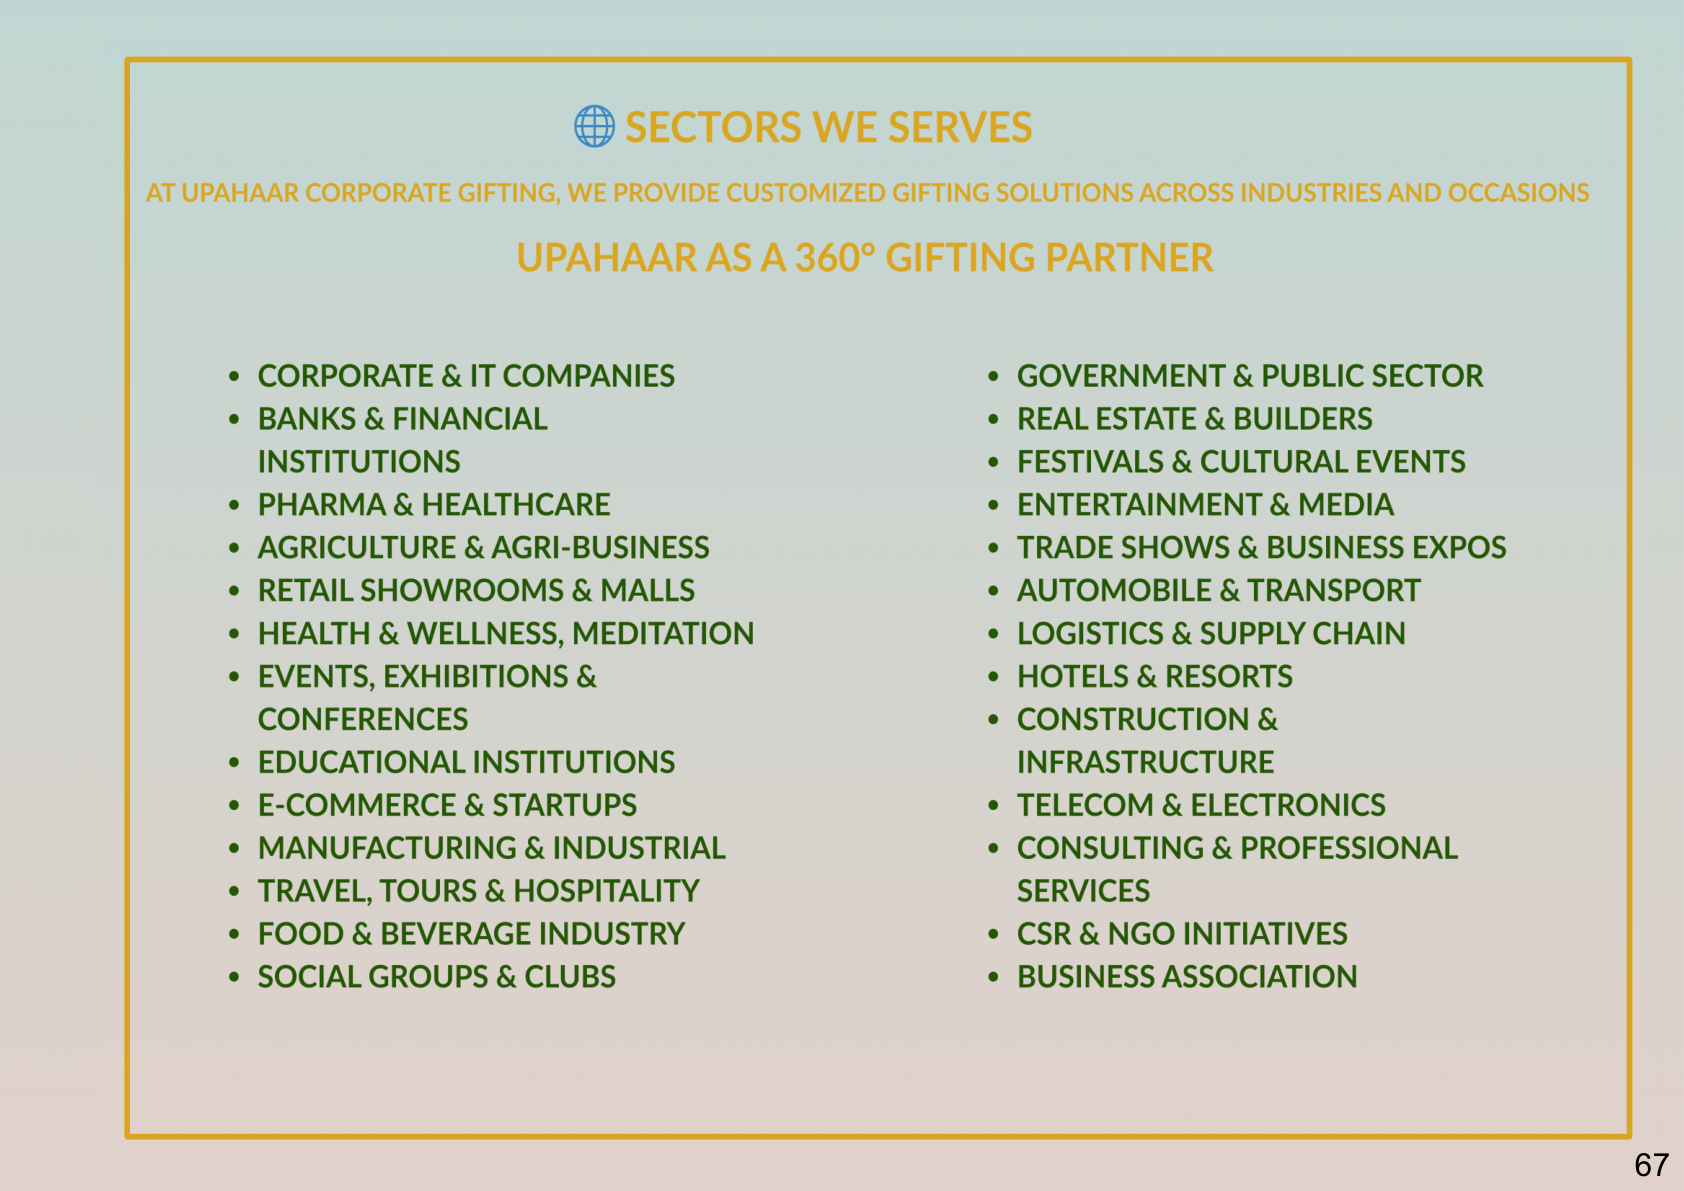 SECTORS WE SERVES
AT UPAHAAR CORPORATE GIFTING, WE PROVIDE CUSTOMIZED GIFTING SOLUTIONS ACROSS INDUSTRIES AND OCCASIONS
UPAHAAR AS A 360° GIFTING PARTNER
• CORPORATE & IT COMPANIES
• BANKS & FINANCIAL
INSTITUTIONS
• PHARMA & HEALTHCARE
• AGRICULTURE & AGRI-BUSINESS
• RETAIL SHOWROOMS & MALLS
• HEALTH & WELLNESS, MEDITATION
• EVENTS, EXHIBITIONS &
CONFERENCES
• EDUCATIONAL INSTITUTIONS
• E-COMMERCE & STARTUPS
• MANUFACTURING & INDUSTRIAL
• TRAVEL, TOURS & HOSPITALITY
• FOOD & BEVERAGE INDUSTRY
• SOCIAL GROUPS & CLUBS
• GOVERNMENT & PUBLIC SECTOR
• REAL ESTATE & BUILDERS
• FESTIVALS & CULTURAL EVENTS
• ENTERTAINMENT & MEDIA
• TRADE SHOWS & BUSINESS EXPOS
• AUTOMOBILE & TRANSPORT
• LOGISTICS & SUPPLY CHAIN
• HOTELS & RESORTS
• CONSTRUCTION &
INFRASTRUCTURE
• TELECOM & ELECTRONICS
• CONSULTING & PROFESSIONAL
SERVICES
• CSR & NGO INITIATIVES
• BUSINESS ASSOCIATION
67